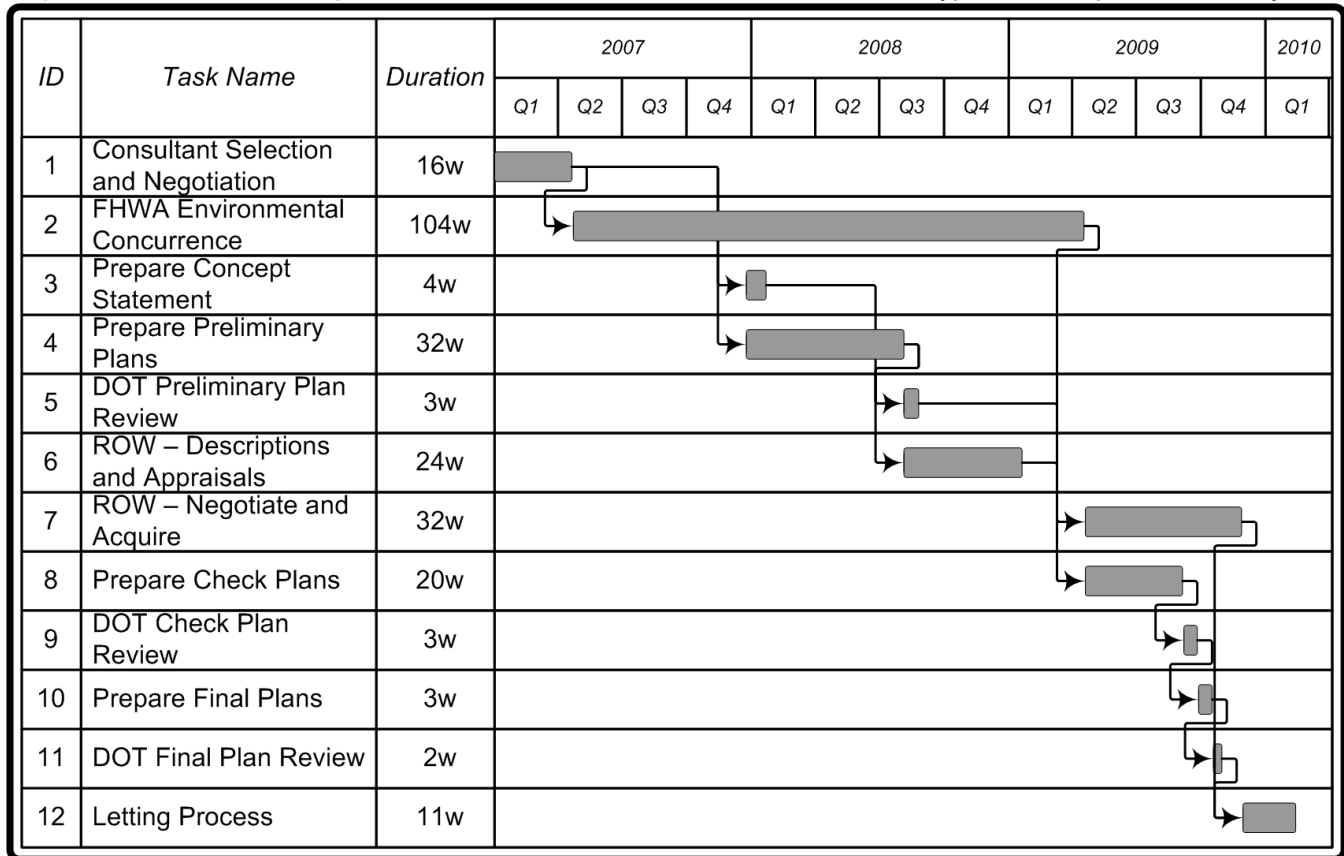 2007 2008 2009 2010
ID Task Name Duration
Q1 Q2 Q3 Q4 Q1 Q2 Q3 Q4 Q1 Q2 Q3 Q4 Q1
1 Consultant Selection and Negotiation 16w
2 FHWA Environmental Concurrence 104w
3 Prepare Concept Statement 4w
4 Prepare Preliminary Plans 32w
5 DOT Preliminary Plan Review 3w
6 ROW – Descriptions and Appraisals 24w
7 ROW – Negotiate and Acquire 32w
8 Prepare Check Plans 20w
9 DOT Check Plan Review 3w
10 Prepare Final Plans 3w
11 DOT Final Plan Review 2w
12 Letting Process 11w